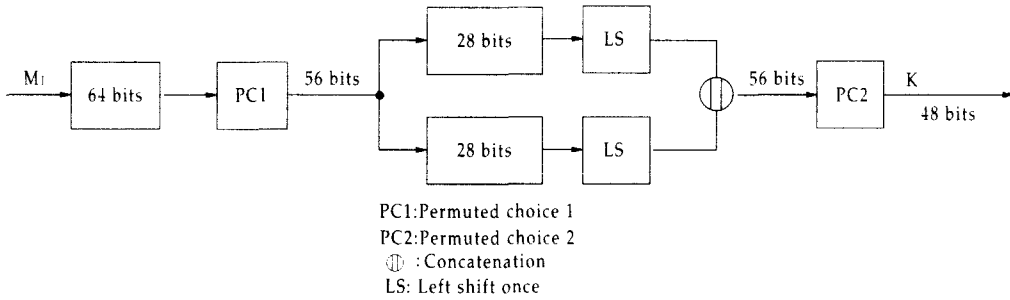 M1
64 bits
PC1
56 bits
28 bits
LS
28 bits
LS
56 bits
PC2
K
48 bits
PC1:Permuted choice 1
PC2:Permuted choice 2
:Concatenation
LS: Left shift once